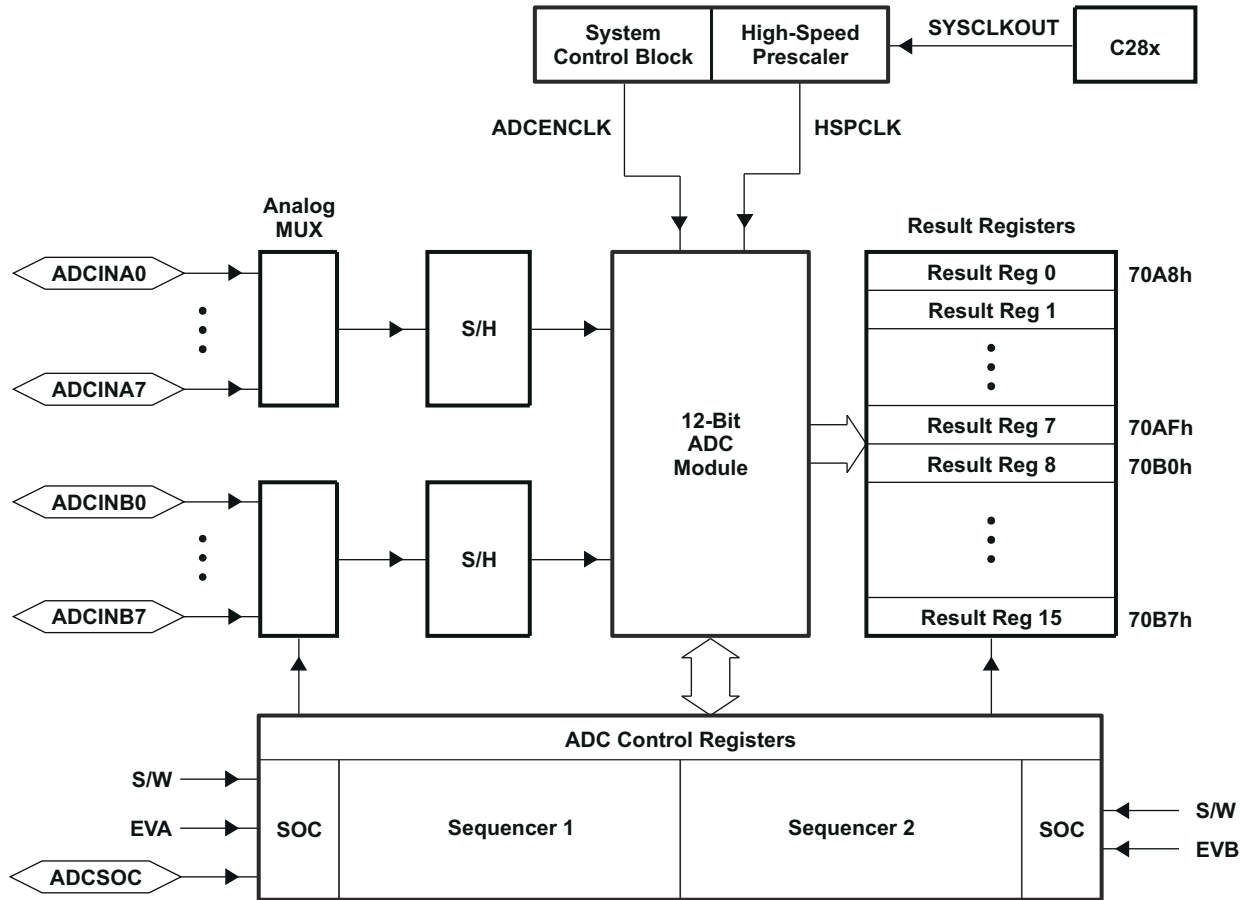 System
Control Block
High-Speed
Prescaler
SYSCLKOUT
C28x
ADCENCLK
HSPCLK
Analog
MUX
Result Registers
ADCINA0
S/H
ADCINA7
12-Bit
ADC
Module
Result Reg 0
70A8h
Result Reg 1
Result Reg 7
70AFh
Result Reg 8
70B0h
ADCINB0
S/H
ADCINB7
Result Reg 15
70B7h
ADC Control Registers
S/W
EVA
ADCSOC
SOC
Sequencer 1
Sequencer 2
SOC
S/W
EVB